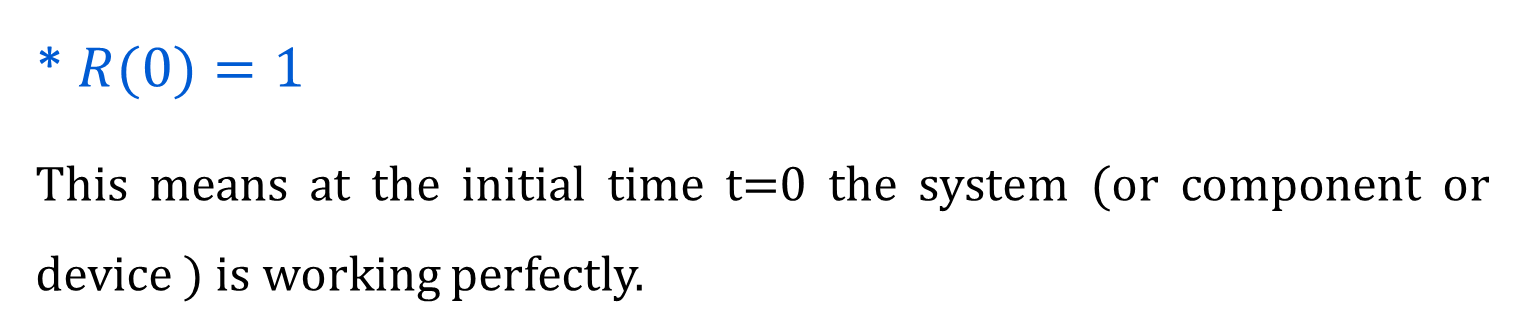 * R(0) = 1
This means at the initial time t=0 the system (or component or
device ) is working perfectly.